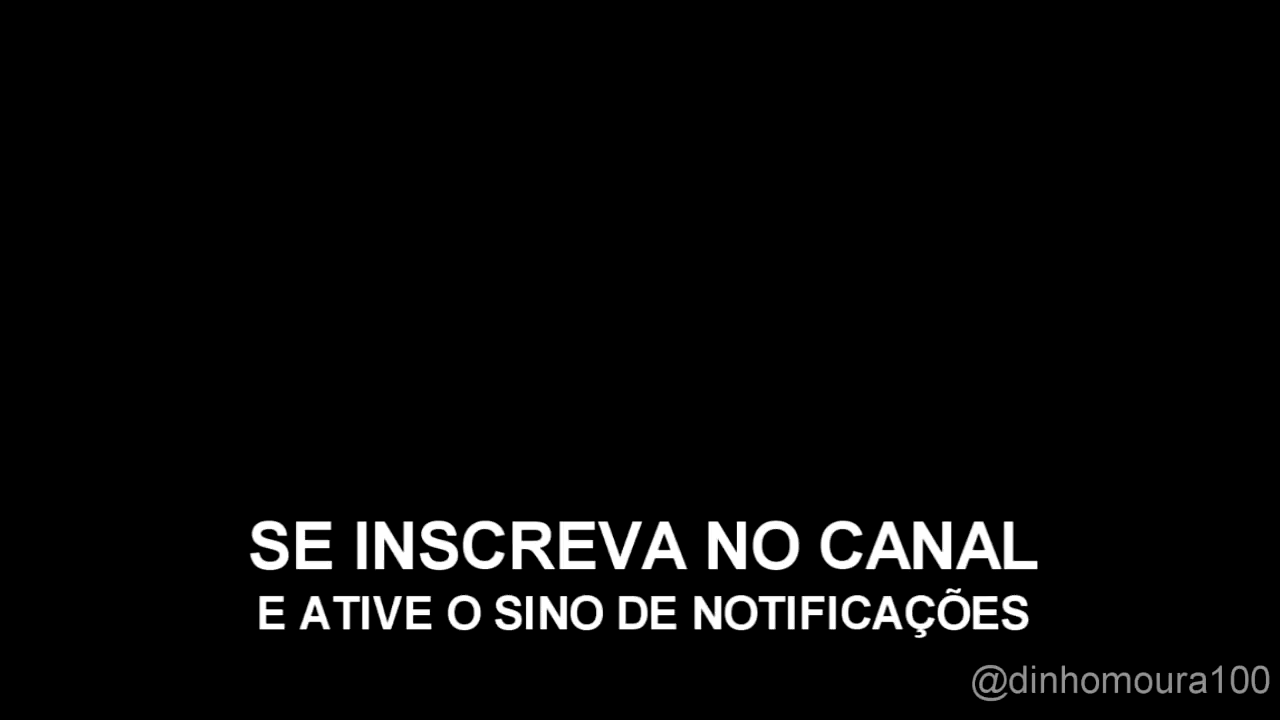 SE INSCREVA NO CANAL
E ATIVE O SINO DE NOTIFICAÇÕES
@dinhomoura100